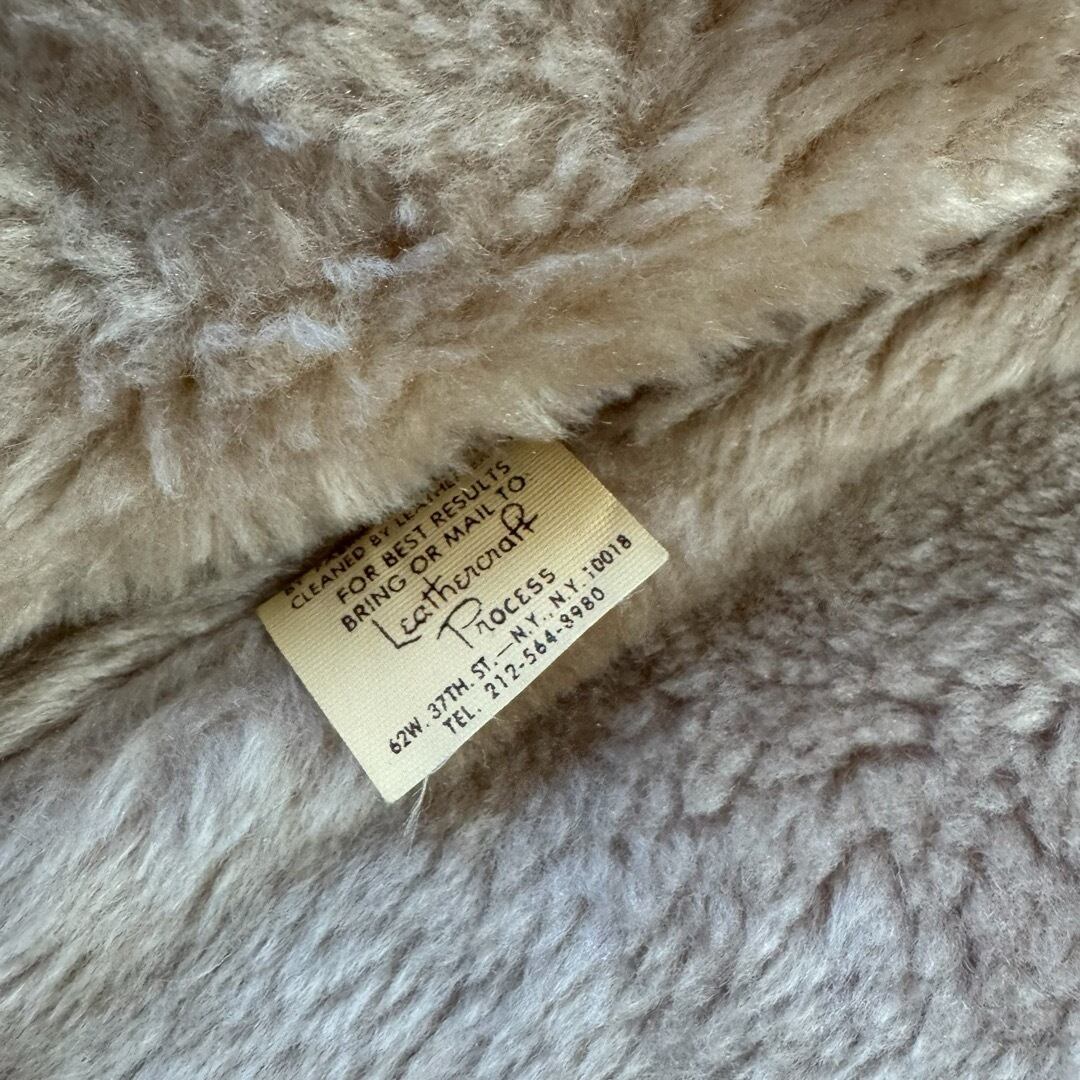 CLEANED BY LEATHER
FOR BEST RESULTS
BRING OR MAIL TO:
Leathercraft
PROCESS
62W. 37TH. ST.—N.Y., N.Y. 10018
TEL. 212-564-8980